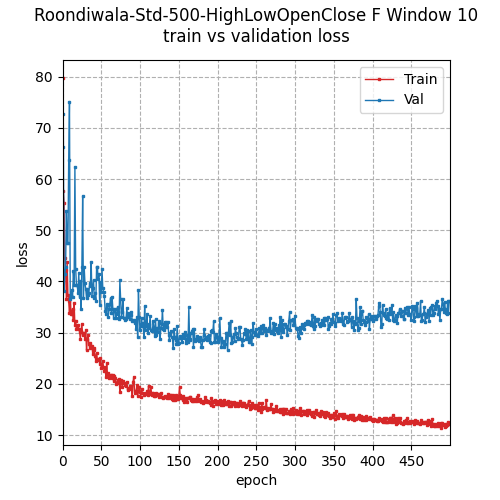 Roondiwala-Std-500-HighLowOpenClose F Window 10
train vs validation loss
Train
Val
80
70
60
50
40
30
20
10
loss
0 50 100 150 200 250 300 350 400 450
epoch